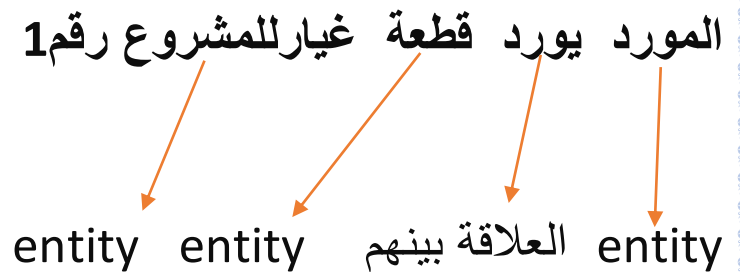 المورد يورد قطعة غيارللمشروع رقم1
entity العلاقة بينهم entity entity